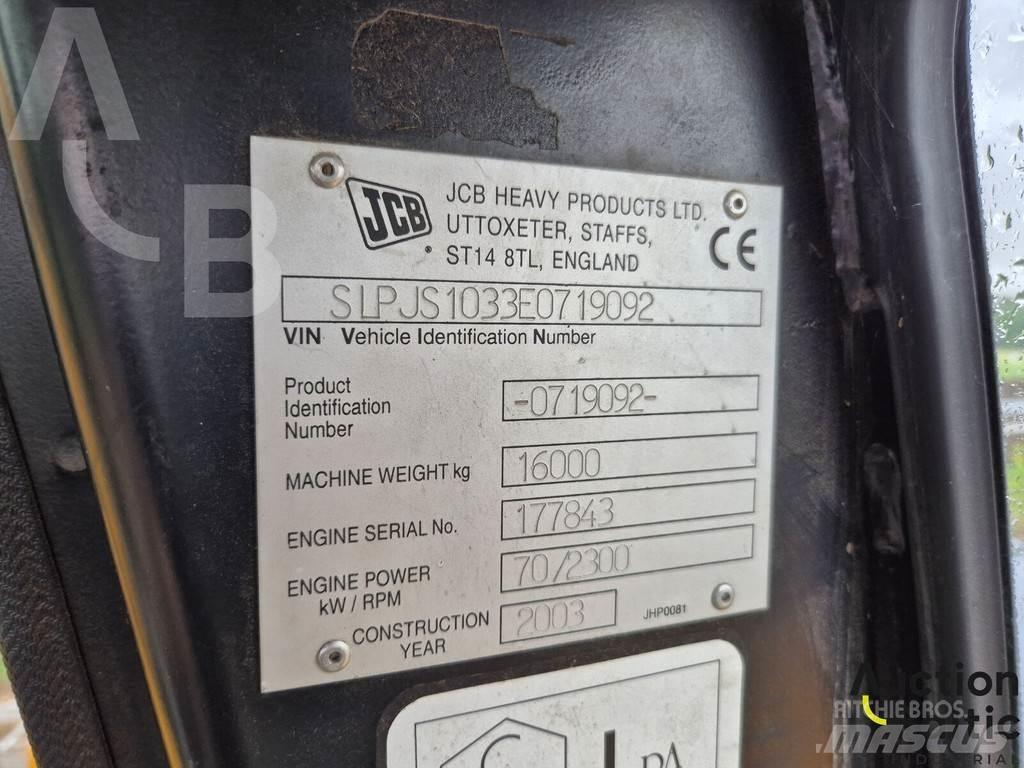 A
B
JCB
JCB HEAVY PRODUCTS LTD.
UTTOXETER, STAFFS,
ST14 8TL, ENGLAND
CE
SLPJS1033E0719092
VIN Vehicle Identification Number
Product
Identification
Number
-0719092-
MACHINE WEIGHT kg
16000
ENGINE SERIAL No.
177843
ENGINE POWER
kW / RPM
70/2300
CONSTRUCTION
YEAR
2003
JHP0081
RITCHIE BROS.
MASCUS